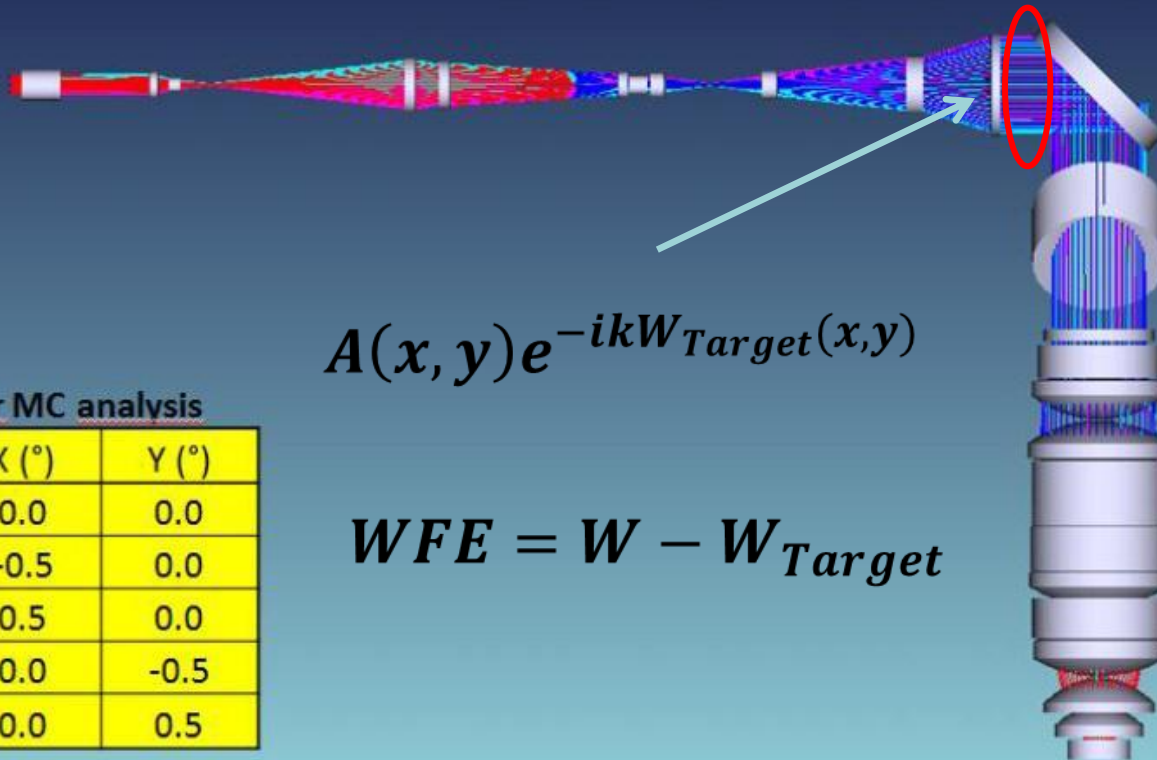 A(x, y)e^{-ikW_{Target}(x,y)}
MC analysis
(°) Y (°)
0.0 0.0
-0.5 0.0
0.5 0.0
0.0 -0.5
0.0 0.5
WFE = W − W_{Target}